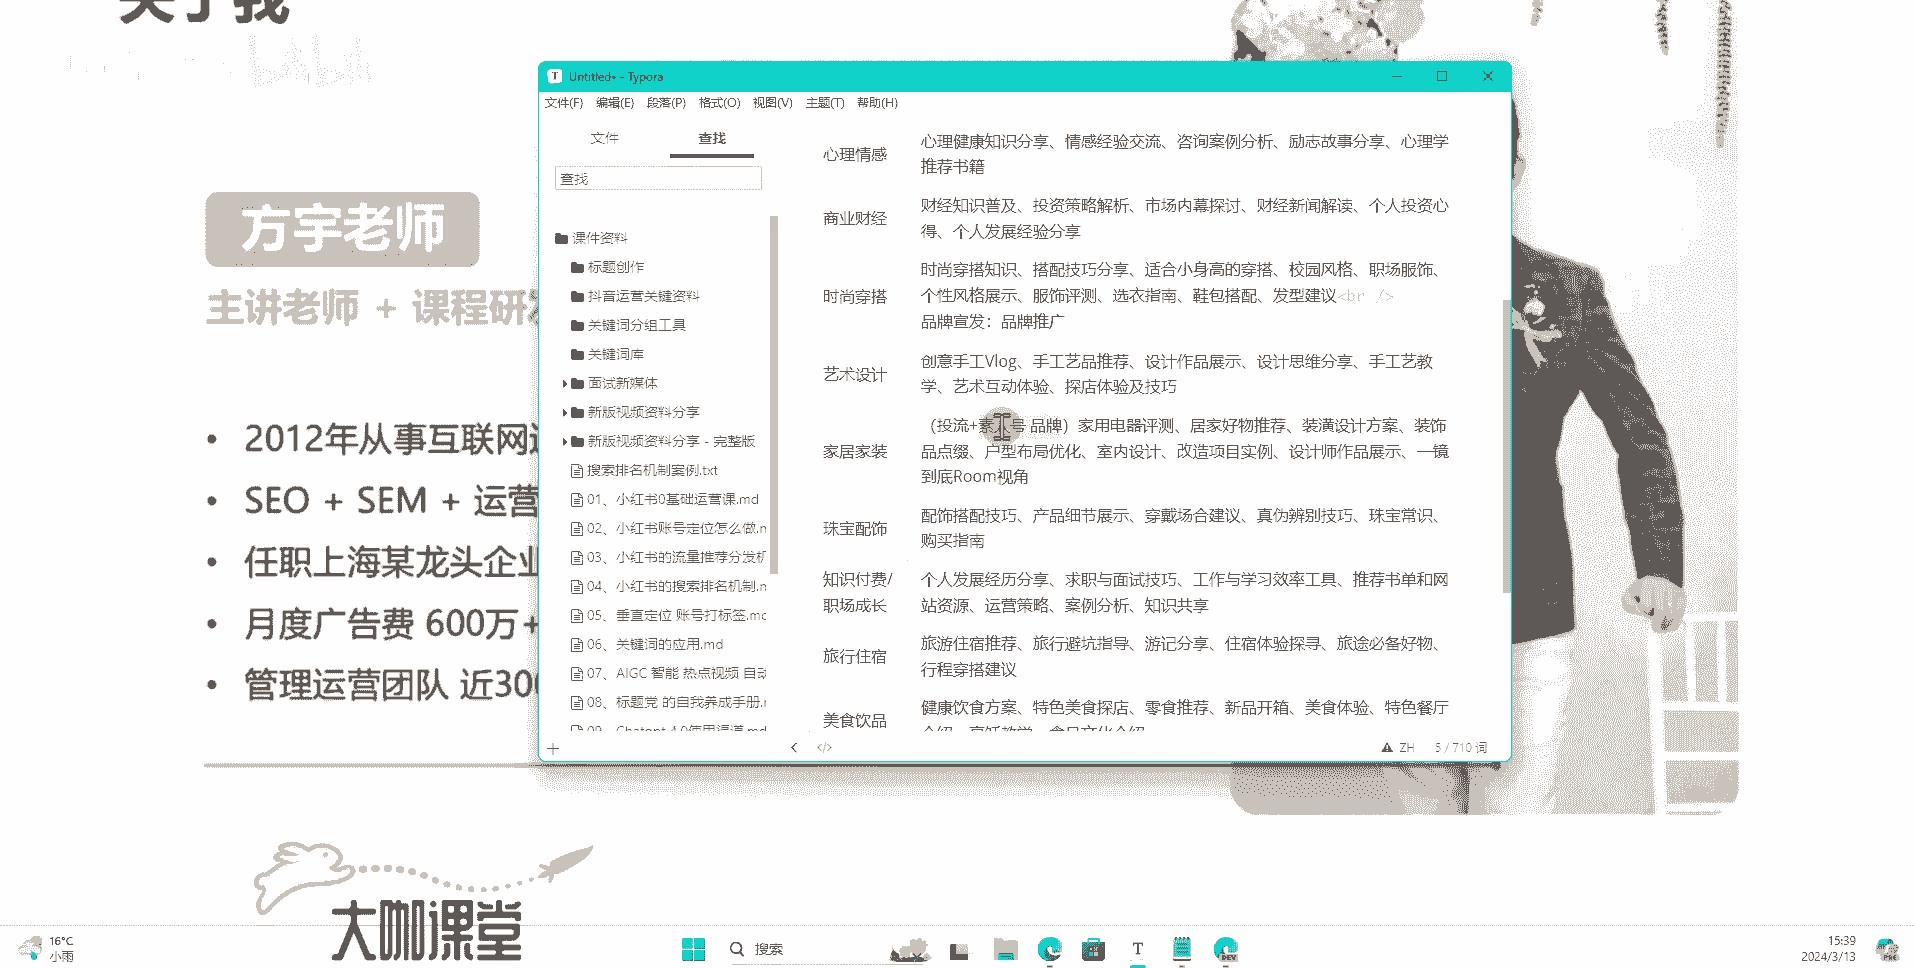 关于我
方宇老师
主讲老师 + 课程研
• 2012年从事互联网
• SEO + SEM + 运营
• 任职上海某龙头企业
• 月度广告费 600万+
• 管理运营团队 近300
大咖课堂
Untitled• - Typora
文件(F) 编辑(E) 段落(P) 格式(O) 视图(V) 主题(T) 帮助(H)
文件 查找
查找
课件资料
标题创作
抖音运营关键资料
关键词分组工具
关键词库
面试新媒体
新版视频资料分享
新版视频资料分享 - 完整版
搜索排名机制案例.txt
01、小红书0基础运营课.md
02、小红书账号定位怎么做.m
03、小红书的流量推荐分发机
04、小红书的搜索排名机制.m
05、垂直定位 账号打标签.md
06、关键词的应用.md
07、AIGC 智能 热点视频 自动
08、标题党 的自我养成手册.m
09、Chatgpt 4.0使用渠道.md
心理情感
心理健康知识分享、情感经验交流、咨询案例分析、励志故事分享、心理学
推荐书籍
商业财经
财经知识普及、投资策略解析、市场内幕探讨、财经新闻解读、个人投资心
得、个人发展经验分享
时尚穿搭
时尚穿搭知识、搭配技巧分享、适合小身高的穿搭、校园风格、职场服饰、
个性风格展示、服饰评测、选衣指南、鞋包搭配、发型建议<br />
品牌宣发：品牌推广
艺术设计
创意手工Vlog、手工艺品推荐、设计作品展示、设计思维分享、手工艺教
学、艺术互动体验、探店体验及技巧
家居家装
（投流+素人号 品牌）家用电器评测、居家好物推荐、装潢设计方案、装饰
品点缀、户型布局优化、室内设计、改造项目实例、设计师作品展示、一镜
到底Room视角
珠宝配饰
配饰搭配技巧、产品细节展示、穿戴场合建议、真伪辨别技巧、珠宝常识、
购买指南
知识付费/
职场成长
个人发展经历分享、求职与面试技巧、工作与学习效率工具、推荐书单和网
站资源、运营策略、案例分析、知识共享
旅行住宿
旅游住宿推荐、旅行避坑指导、游记分享、住宿体验探寻、旅途必备好物、
行程穿搭建议
美食饮品
健康饮食方案、特色美食探店、零食推荐、新品开箱、美食体验、特色餐厅
介绍、烹饪教学、食品文化介绍
</> ZH 5 / 710 词
16°C
小雨
搜索
15:39
2024/3/13